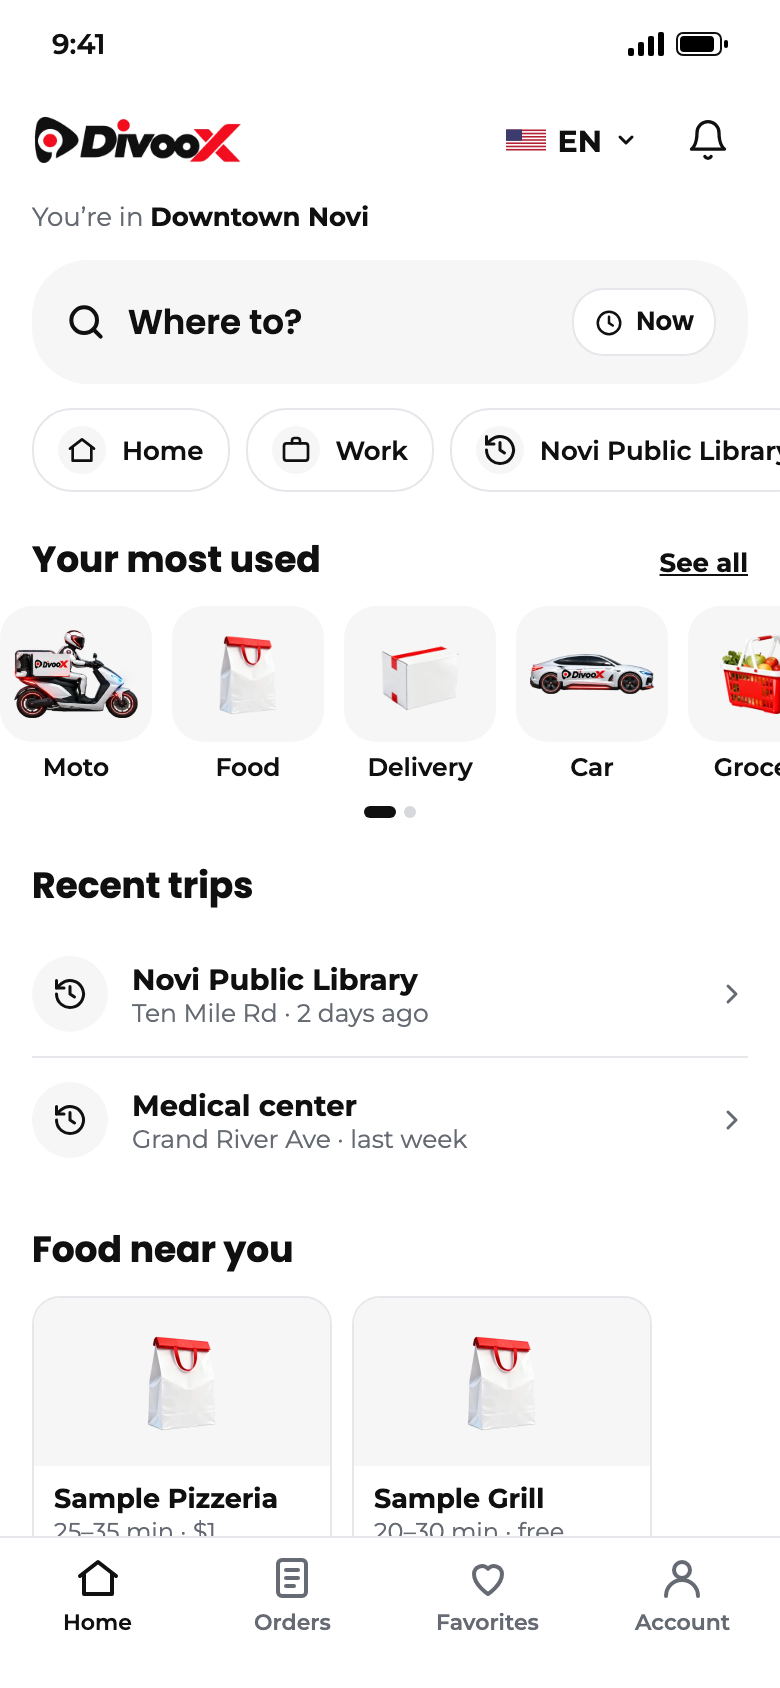 9:41
DivooX
EN
You're in Downtown Novi
Where to?
Now
Home
Work
Novi Public Library
Your most used
See all
DivooX
DivooX
Moto
Food
Delivery
Car
Groce
Recent trips
Novi Public Library
Ten Mile Rd · 2 days ago
Medical center
Grand River Ave · last week
Food near you
Sample Pizzeria
25–35 min · $1
Sample Grill
20–30 min · free
Home
Orders
Favorites
Account